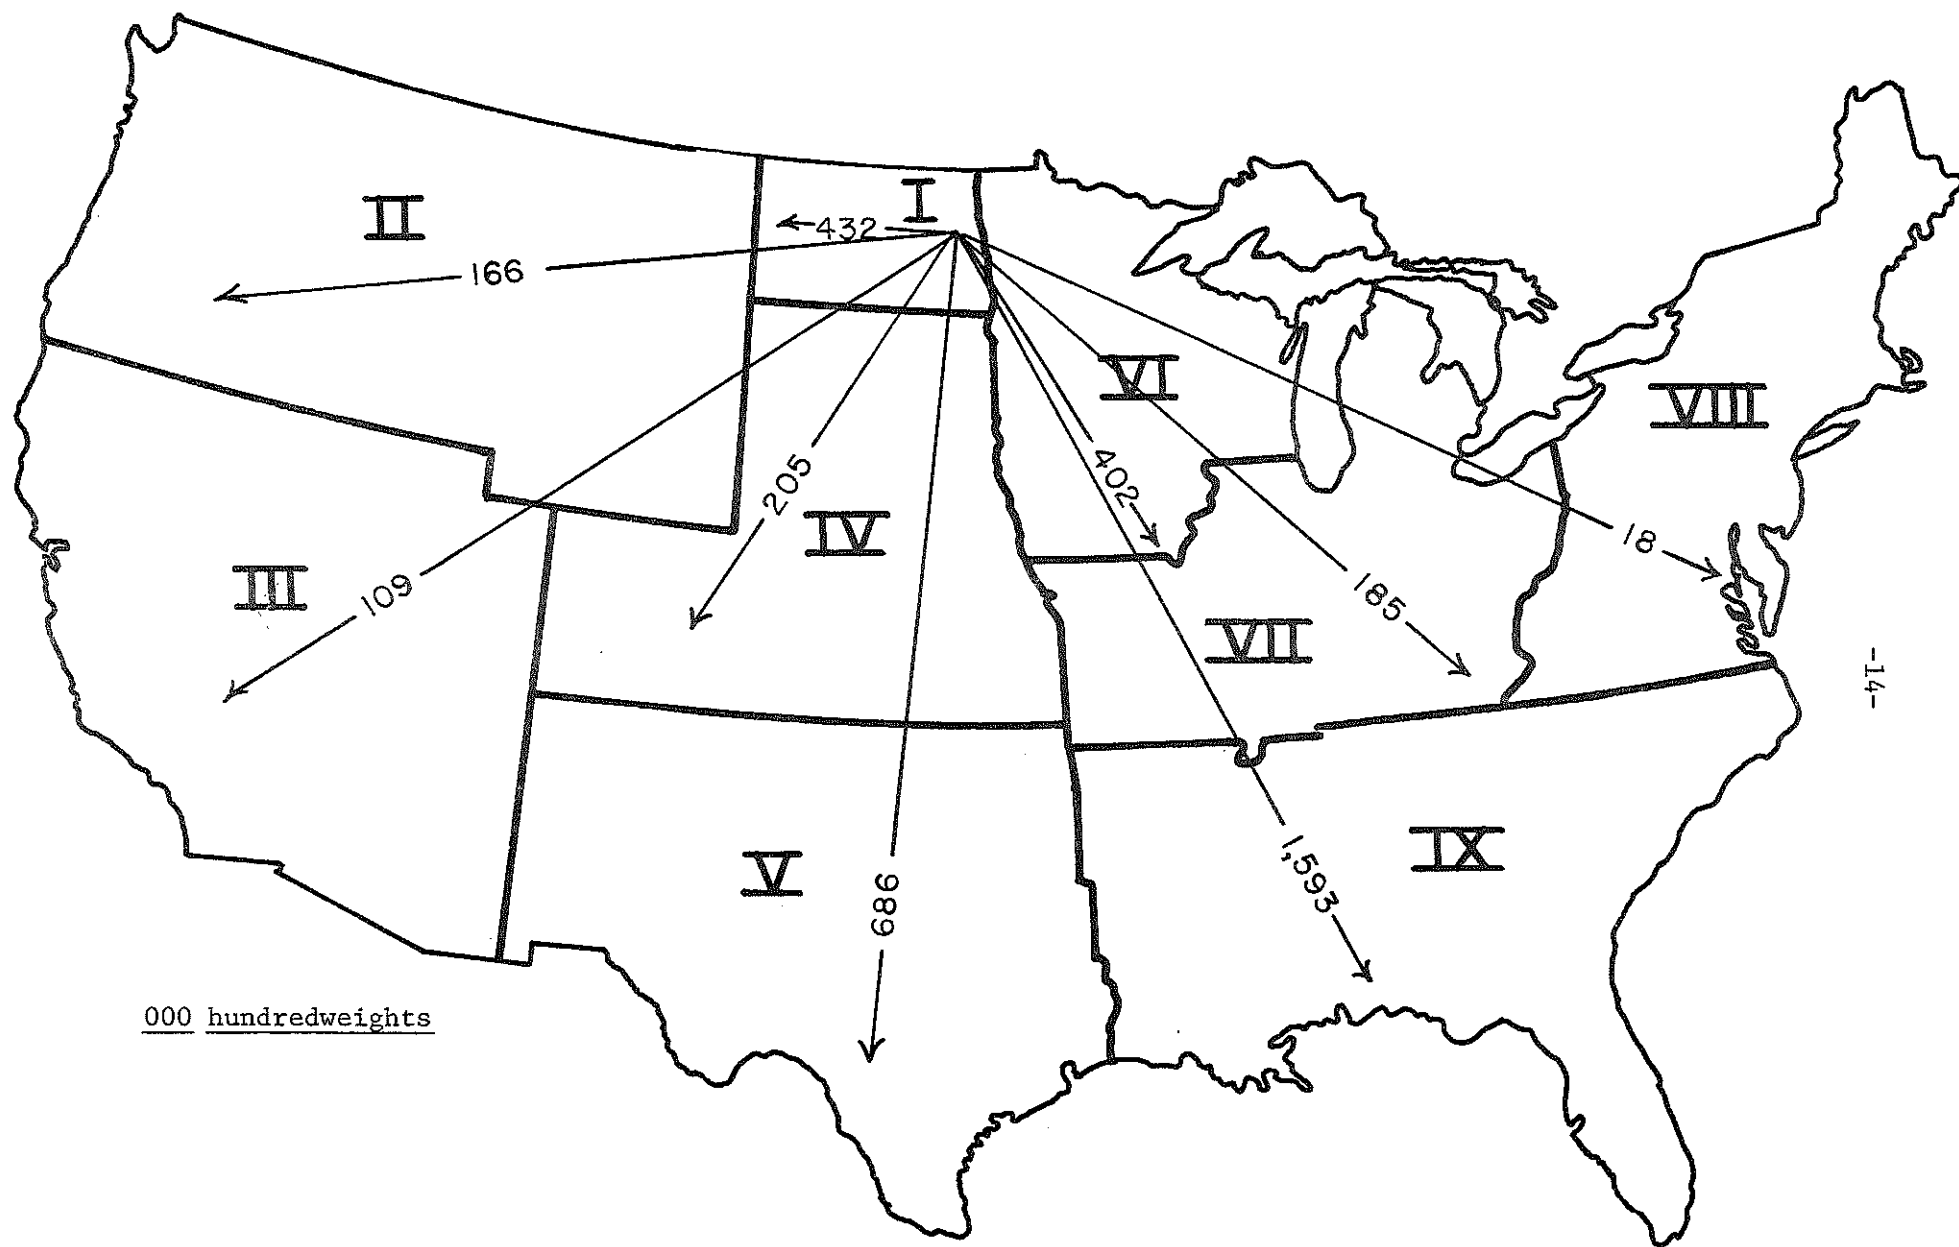 I
432
II
166
VI
VIII
402
205
IV
18
III
109
185
VII
-14-
IX
V
1,593
686
000 hundredweights